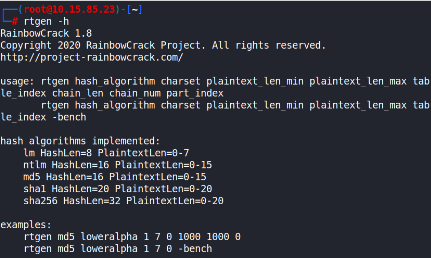 ┌──(root@10.15.85.23)-[~]
└─# rtgen -h
RainbowCrack 1.8
Copyright 2020 RainbowCrack Project. All rights reserved.
http://project-rainbowcrack.com/
usage: rtgen hash_algorithm charset plaintext_len_min plaintext_len_max tab
le_index chain_len chain_num part_index
rtgen hash_algorithm charset plaintext_len_min plaintext_len_max tab
le_index -bench
hash algorithms implemented:
lm HashLen=8 PlaintextLen=0-7
ntlm HashLen=16 PlaintextLen=0-15
md5 HashLen=16 PlaintextLen=0-15
sha1 HashLen=20 PlaintextLen=0-20
sha256 HashLen=32 PlaintextLen=0-20
examples:
rtgen md5 loweralpha 1 7 0 1000 1000 0
rtgen md5 loweralpha 1 7 0 -bench